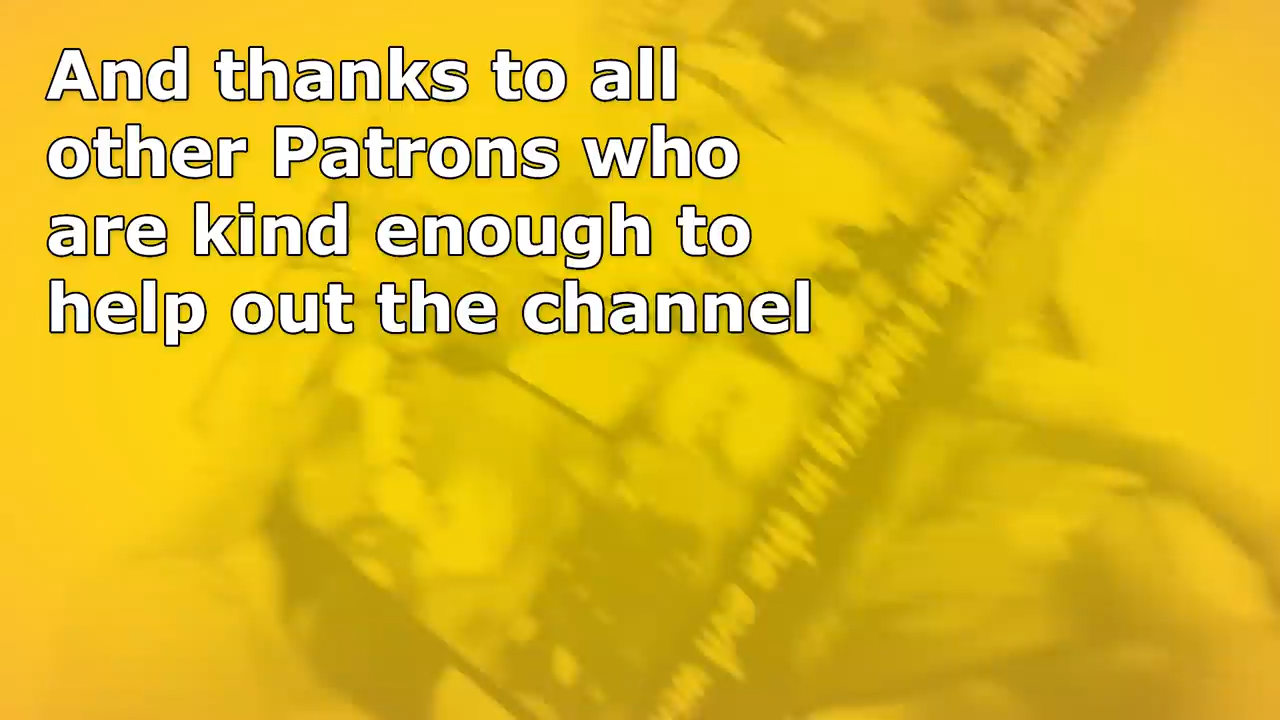 And thanks to all
other Patrons who
are kind enough to
help out the channel